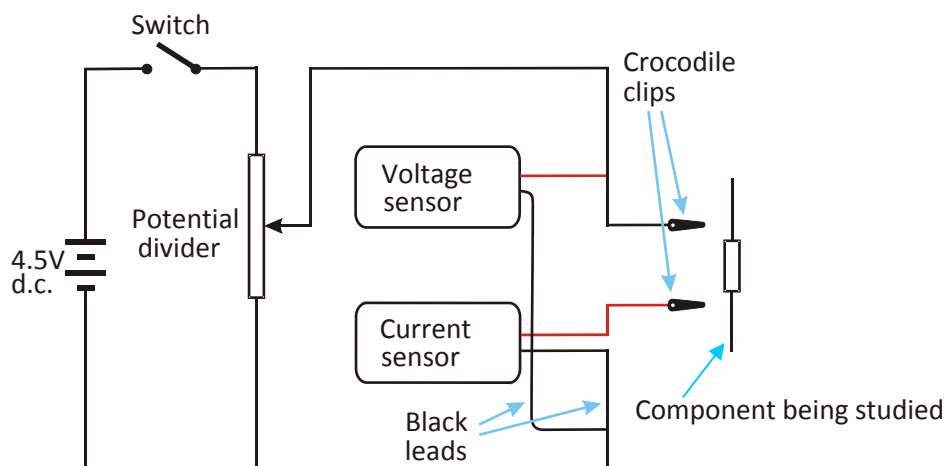 Switch
Crocodile
clips
Voltage
sensor
Potential
divider
4.5V
d.c.
Current
sensor
Black
leads
Component being studied